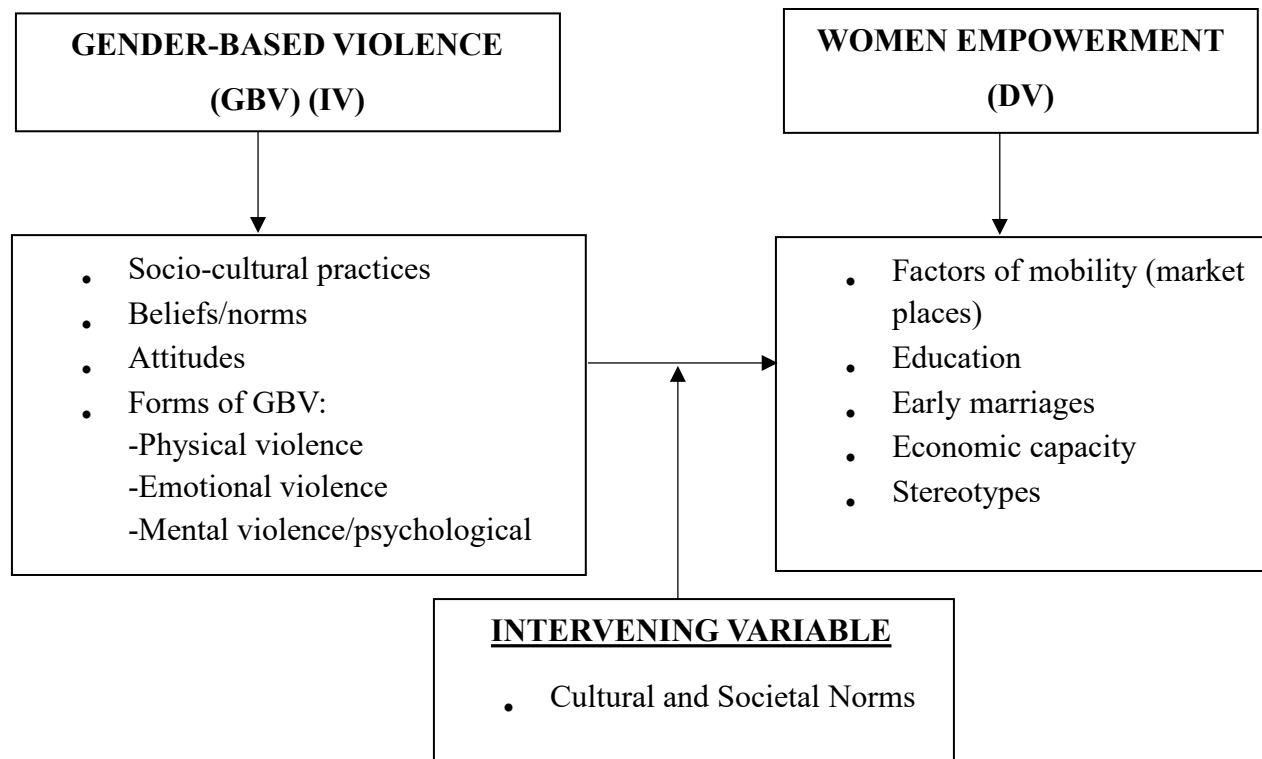 GENDER-BASED VIOLENCE
(GBV) (IV)
WOMEN EMPOWERMENT
(DV)
• Socio-cultural practices
• Beliefs/norms
• Attitudes
• Forms of GBV:
-Physical violence
-Emotional violence
-Mental violence/psychological
• Factors of mobility (market
places)
• Education
• Early marriages
• Economic capacity
• Stereotypes
INTERVENING VARIABLE
• Cultural and Societal Norms